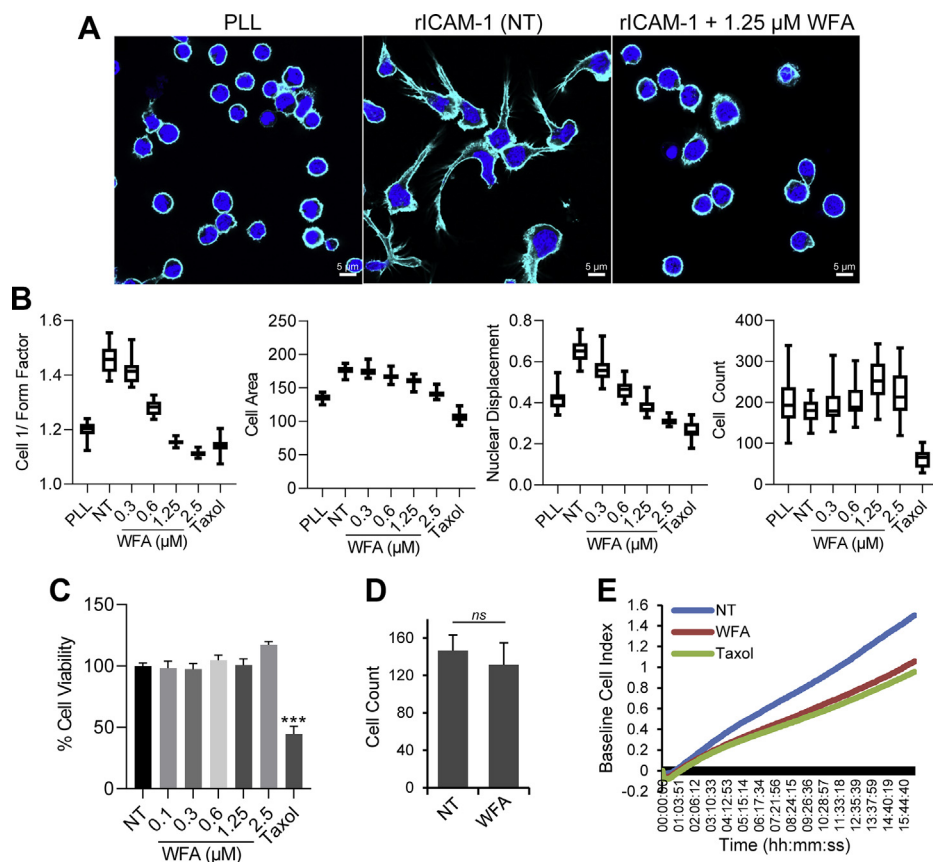 A
PLL
rICAM-1 (NT)
rICAM-1 + 1.25 µM WFA
5 µm
5 µm
5 µm
B
Cell 1/ Form Factor
1.6
1.4
1.2
1.0
PLL
NT
0.3
0.6
1.25
2.5
Taxol
WFA (µM)
Cell Area
250
200
150
100
50
0
PLL
NT
0.3
0.6
1.25
2.5
Taxol
WFA (µM)
Nuclear Displacement
0.8
0.6
0.4
0.2
0.0
PLL
NT
0.3
0.6
1.25
2.5
Taxol
WFA (µM)
Cell Count
400
300
200
100
0
PLL
NT
0.3
0.6
1.25
2.5
Taxol
WFA (µM)
C
% Cell Viability
150
100
50
0
***
NT
0.1
0.3
0.6
1.25
2.5
Taxol
WFA (µM)
D
Cell Count
160
120
80
40
0
ns
NT
WFA
E
Baseline Cell Index
1.6
1.4
1.2
1
0.8
0.6
0.4
0.2
0
-0.2
NT
WFA
Taxol
00:00:00
01:03:51
02:06:12
03:10:33
04:12:53
05:15:14
06:17:34
07:21:56
08:24:15
09:26:36
10:28:57
11:33:18
12:35:39
13:37:59
14:40:19
15:44:40
Time (hh:mm:ss)